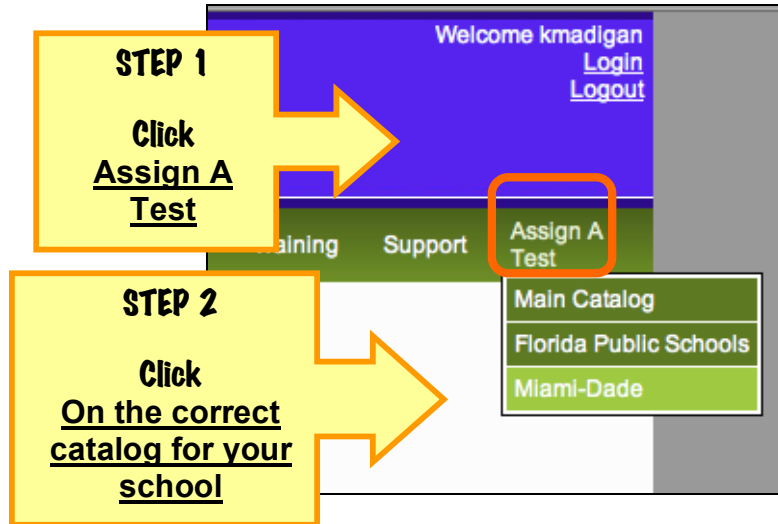 Welcome kmadigan
Login
Logout
STEP 1
Click
Assign A
Test
Support
Assign A
Test
STEP 2
Click
On the correct
catalog for your
school
Main Catalog
Florida Public Schools
Miami-Dade